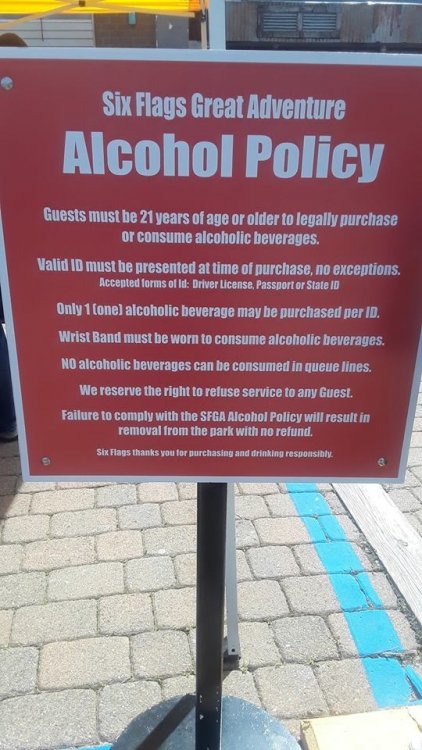 Six Flags Great Adventure
Alcohol Policy
Guests must be 21 years of age or older to legally purchase
or consume alcoholic beverages.
Valid ID must be presented at time of purchase, no exceptions.
Accepted forms of Id: Driver License, Passport or State ID
Only 1 (one) alcoholic beverage may be purchased per ID.
Wrist Band must be worn to consume alcoholic beverages.
NO alcoholic beverages can be consumed in queue lines.
We reserve the right to refuse service to any Guest.
Failure to comply with the SFGA Alcohol Policy will result in
removal from the park with no refund.
Six Flags thanks you for purchasing and drinking responsibly.